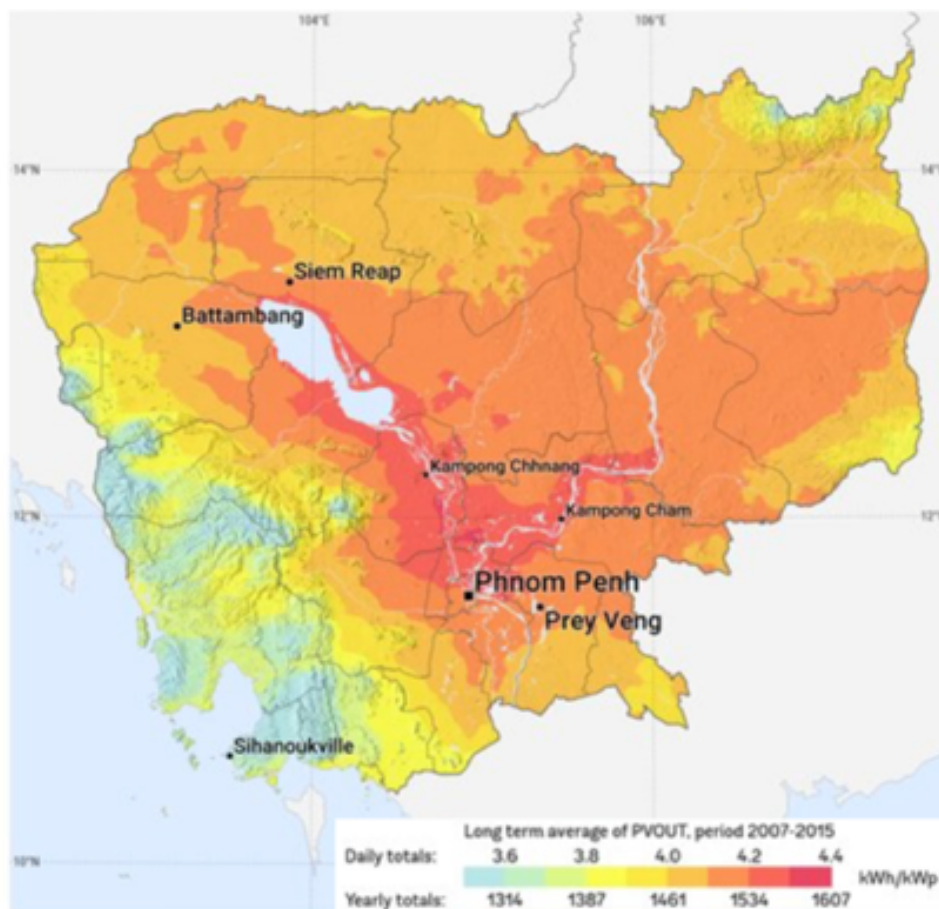 104°E 106°E
14°N 14°
Siem Reap
Battambang
Kampong Chhnang
12°N Kampong Cham 12°
Phnom Penh
Prey Veng
Sihanoukville
10°N
Long term average of PVOUT, period 2007-2015
Daily totals: 3.6 3.8 4.0 4.2 4.4
kWh/kWp
Yearly totals: 1314 1387 1461 1534 1607